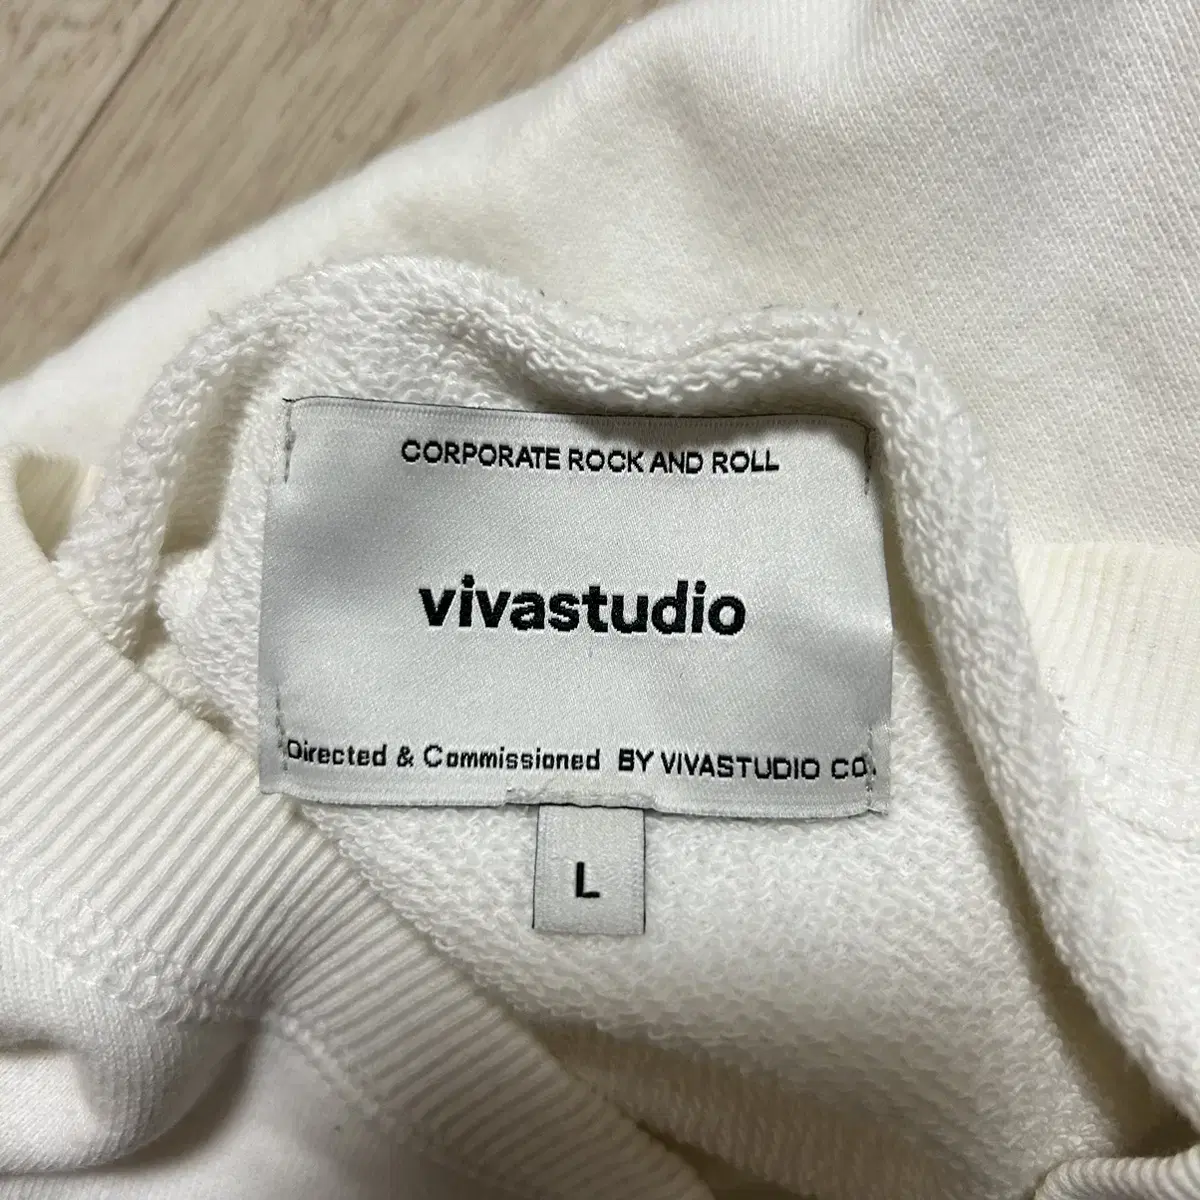 CORPORATE ROCK AND ROLL
vivastudio
Directed & Commissioned BY VIVASTUDIO CO.
L